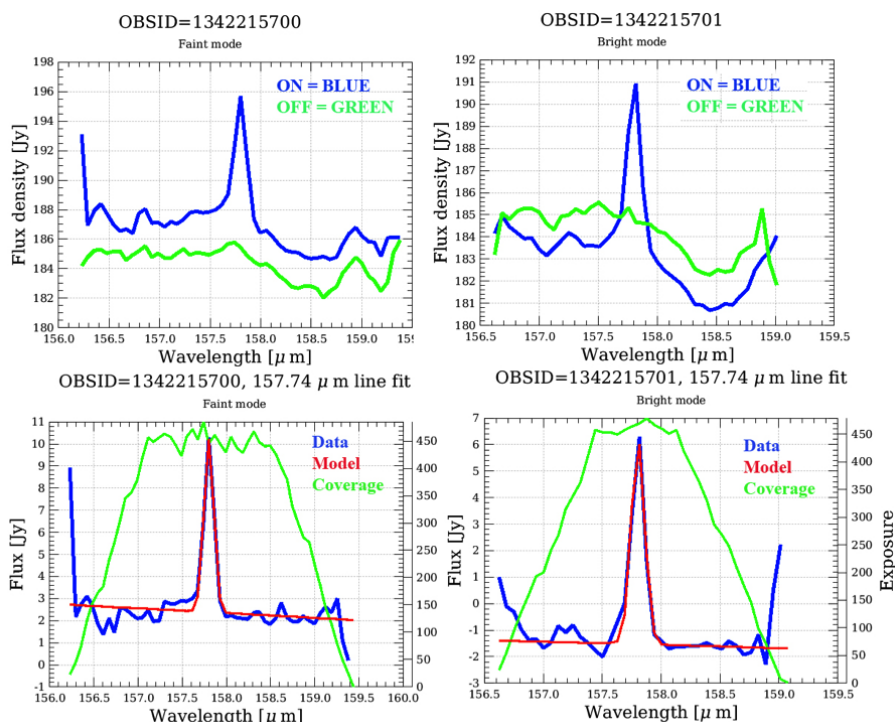 OBSID=1342215700
Faint mode
ON = BLUE
OFF = GREEN
Flux density [Jy]
198
196
194
192
190
188
186
184
182
180
156.0 156.5 157.0 157.5 158.0 158.5 159.0
Wavelength [μm]
OBSID=1342215701
Bright mode
ON = BLUE
OFF = GREEN
Flux density [Jy]
192
191
190
189
188
187
186
185
184
183
182
181
180
156.5 157.0 157.5 158.0 158.5 159.0 159.5
Wavelength [μm]
OBSID=1342215700, 157.74 μm line fit
Faint mode
Data
Model
Coverage
Flux [Jy]
11
10
9
8
7
6
5
4
3
2
1
0
-1
450
400
350
300
250
200
150
100
50
0
156.0 156.5 157.0 157.5 158.0 158.5 159.0 159.5 160.0
Wavelength [μm]
OBSID=1342215701, 157.74 μm line fit
Bright mode
Data
Model
Coverage
Flux [Jy]
7
6
5
4
3
2
1
0
-1
-2
-3
450
400
350
300
250
200
150
100
50
0
Exposure
156.5 157.0 157.5 158.0 158.5 159.0 159.5
Wavelength [μm]